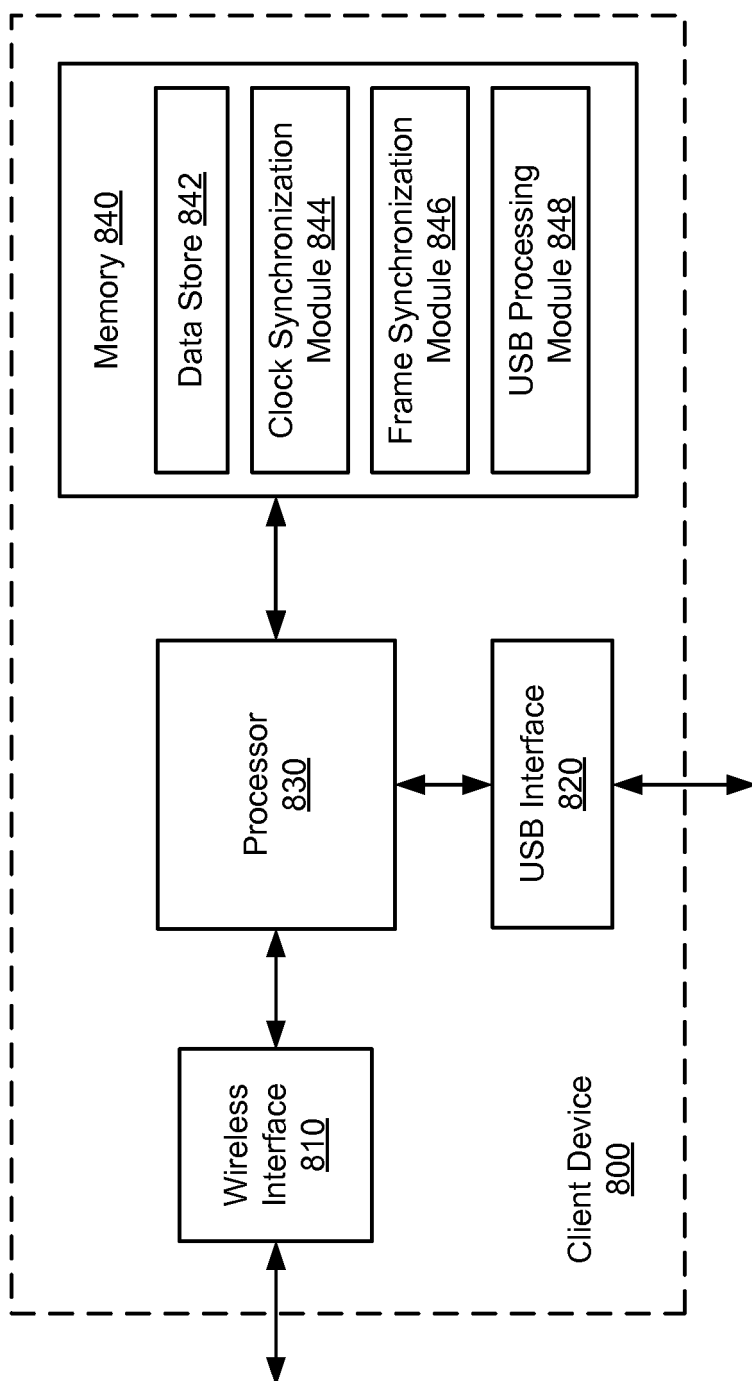 Memory 840
Data Store 842
Clock Synchronization
Module 844
Frame Synchronization
Module 846
USB Processing
Module 848
Processor
830
USB Interface
820
Wireless
Interface
810
Client Device
800